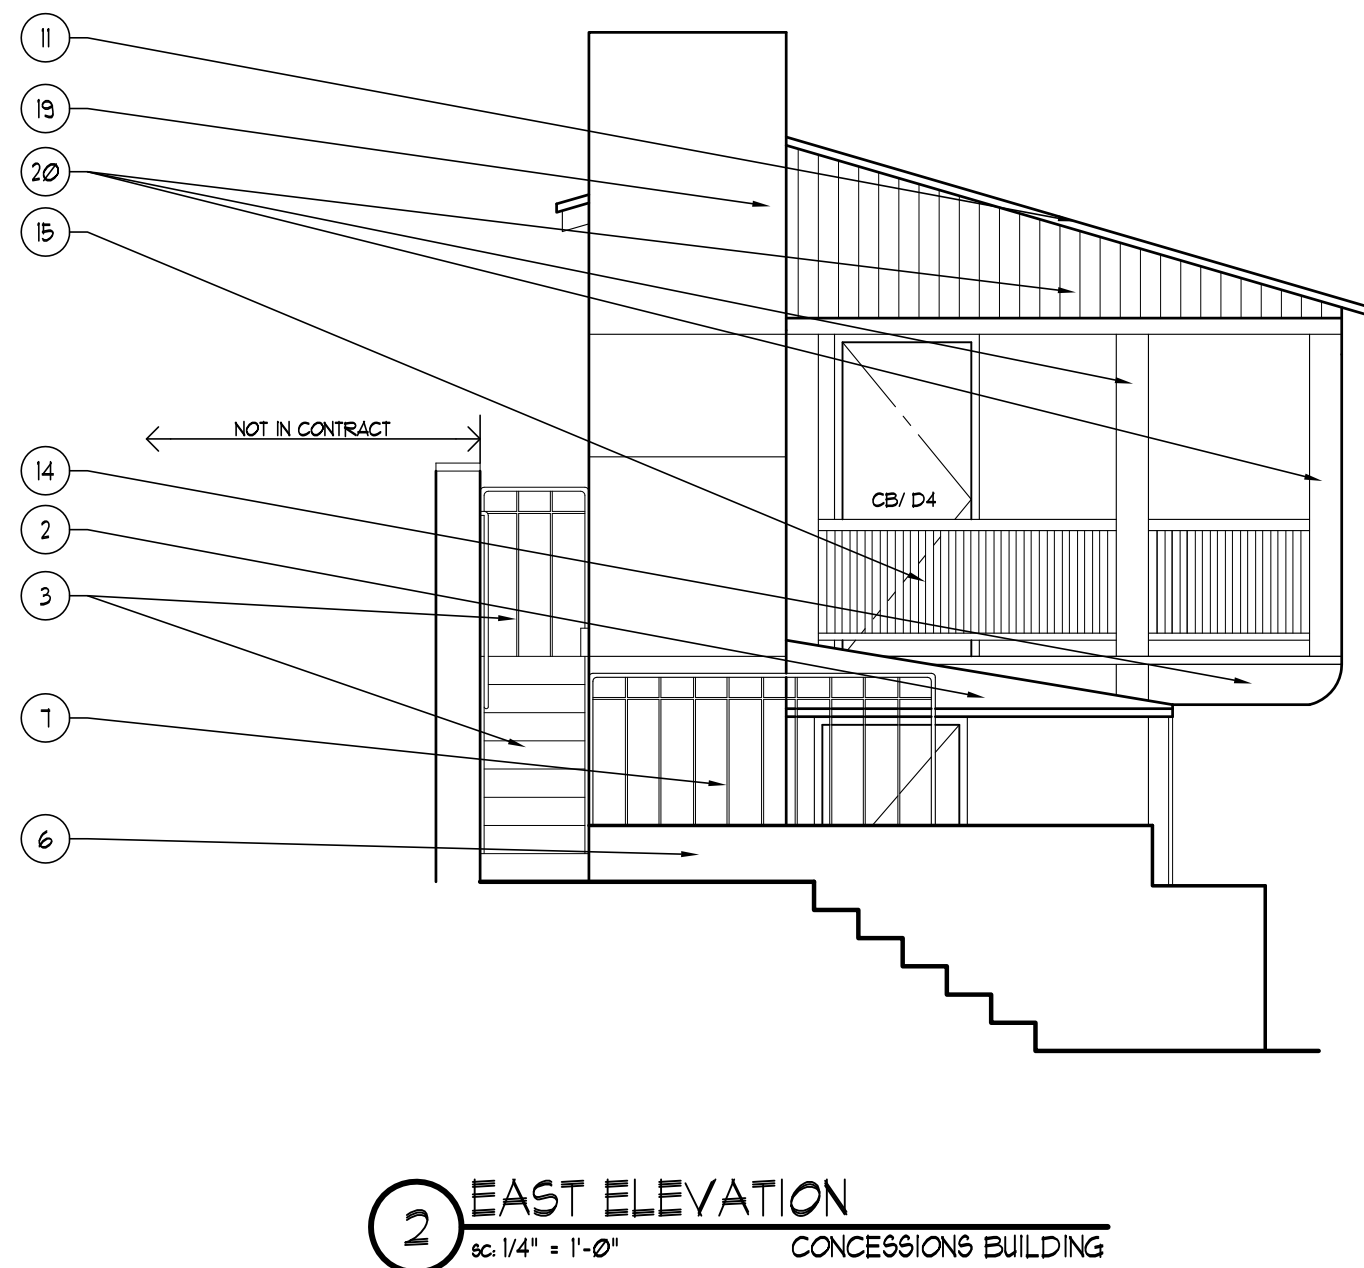 11
19
20
15
NOT IN CONTRACT
14
CB/ D4
2
3
7
6
2 EAST ELEVATION
SC: 1/4" = 1'-0" CONCESSIONS BUILDING